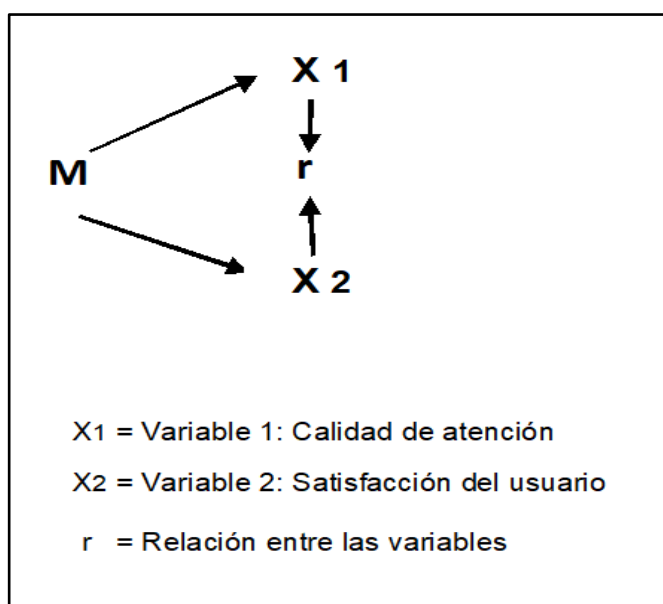 X 1
M
r
X 2
X1 = Variable 1: Calidad de atención
X2 = Variable 2: Satisfacción del usuario
r = Relación entre las variables